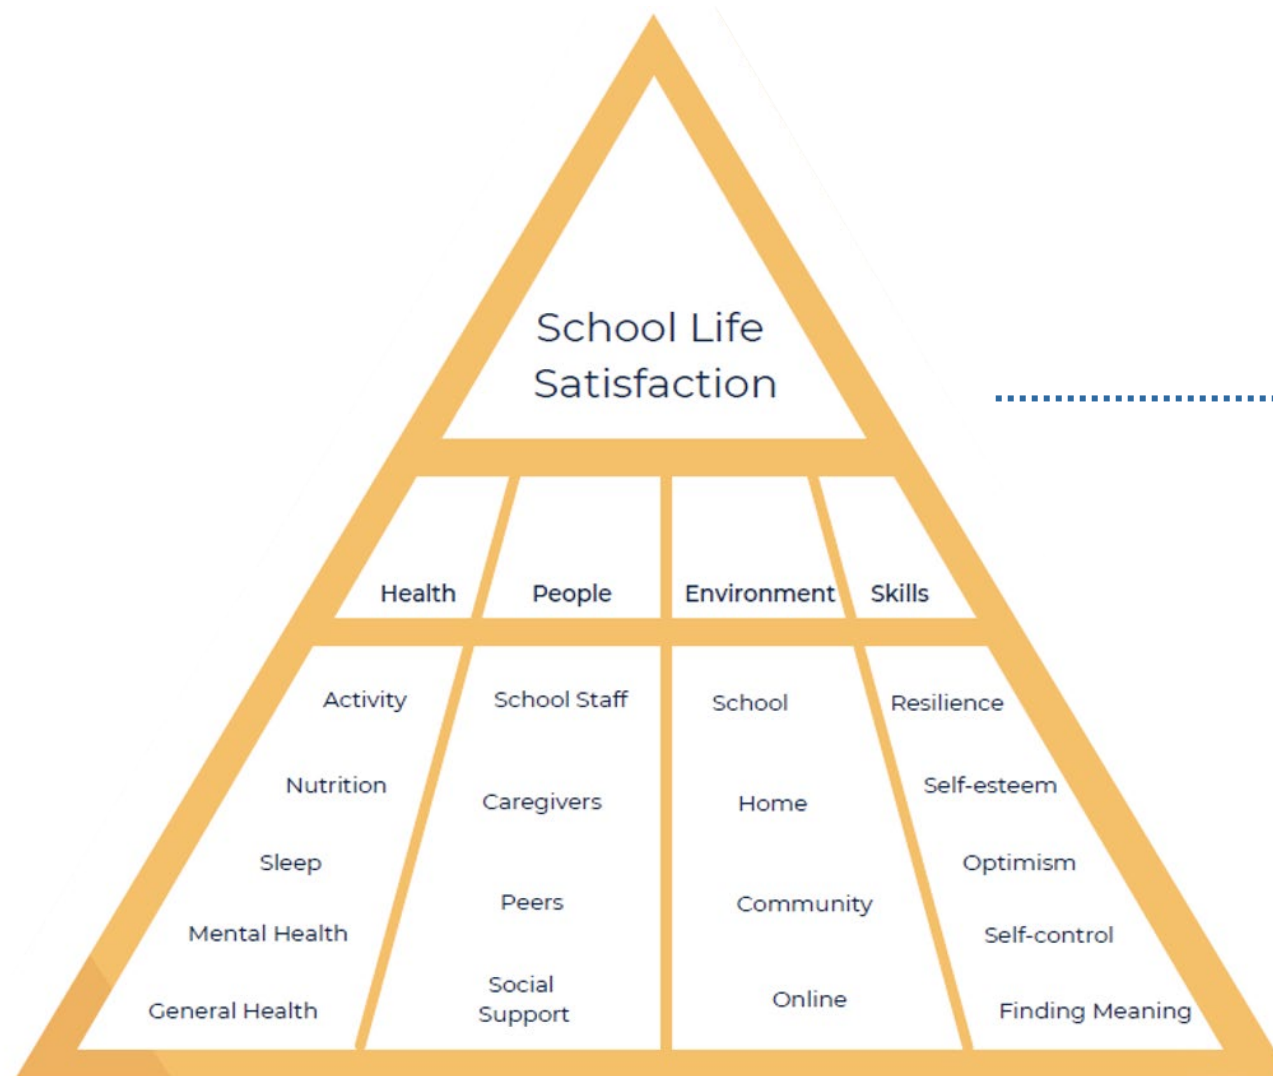 School Life
Satisfaction
Health
People
Environment
Skills
Activity
Nutrition
Sleep
Mental Health
General Health
School Staff
Caregivers
Peers
Social
Support
School
Home
Community
Online
Resilience
Self-esteem
Optimism
Self-control
Finding Meaning